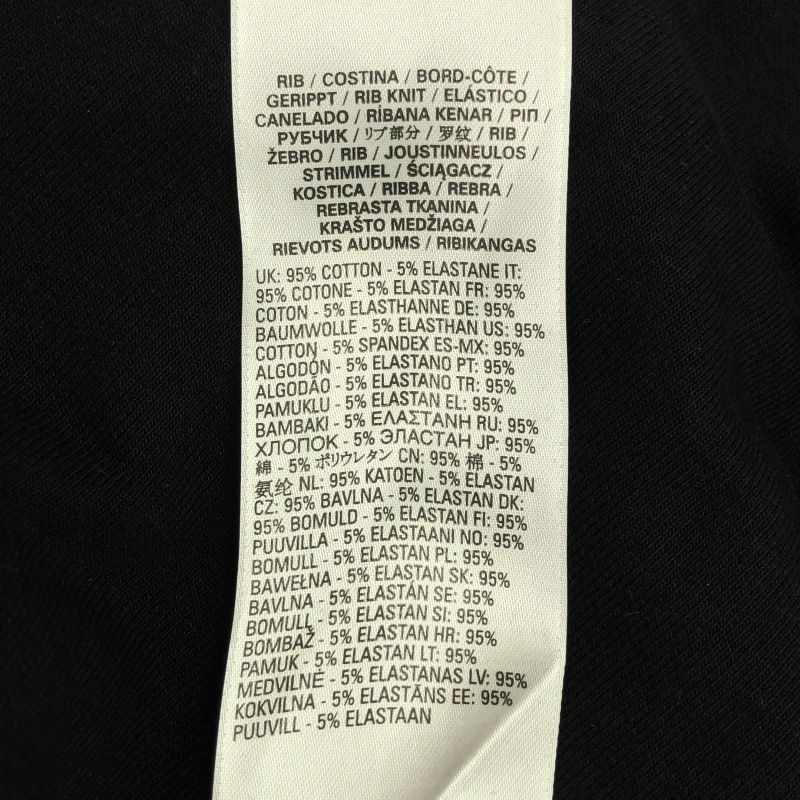 RIB / COSTINA / BORD-CÔTE /
GERIPPT / RIB KNIT / ELÁSTICO /
CANELADO / RİBANA KENAR / ΡΙΠ /
РУБЧИК / リブ部分 / 罗纹 / RIB /
ŽEBRO / RIB / JOUSTINNEULOS /
STRIMMEL / ŚCIĄGACZ /
KOSTICA / RIBBA / REBRA /
REBRASTA TKANINA /
KRAŠTO MEDŽIAGA /
RIEVOTS AUDUMS / RIBIKANGAS
UK: 95% COTTON - 5% ELASTANE IT:
95% COTONE - 5% ELASTAN FR: 95%
COTON - 5% ELASTHANNE DE: 95%
BAUMWOLLE - 5% ELASTHAN US: 95%
COTTON - 5% SPANDEX ES-MX: 95%
ALGODÓN - 5% ELASTANO PT: 95%
ALGODÃO - 5% ELASTANO TR: 95%
PAMUKLU - 5% ELASTAN EL: 95%
ΒΑΜΒΑΚΙ - 5% ΕΛΑΣΤΑΝΗ RU: 95%
ХЛОПОК - 5% ЭЛАСТАН JP: 95%
綿 - 5% ポリウレタン CN: 95% 棉 - 5%
氨纶 NL: 95% KATOEN - 5% ELASTAN
CZ: 95% BAVLNA - 5% ELASTAN DK:
95% BOMULD - 5% ELASTAN FI: 95%
PUUVILLA - 5% ELASTAANI NO: 95%
BOMULL - 5% ELASTAN PL: 95%
BAWEŁNA - 5% ELASTAN SK: 95%
BAVLNA - 5% ELASTÁN SE: 95%
BOMULL - 5% ELASTAN SI: 95%
BOMBAŽ - 5% ELASTAN HR: 95%
PAMUK - 5% ELASTAN LT: 95%
MEDVILNĖ - 5% ELASTANAS LV: 95%
KOKVILNA - 5% ELASTĀNS EE: 95%
PUUVILL - 5% ELASTAAN